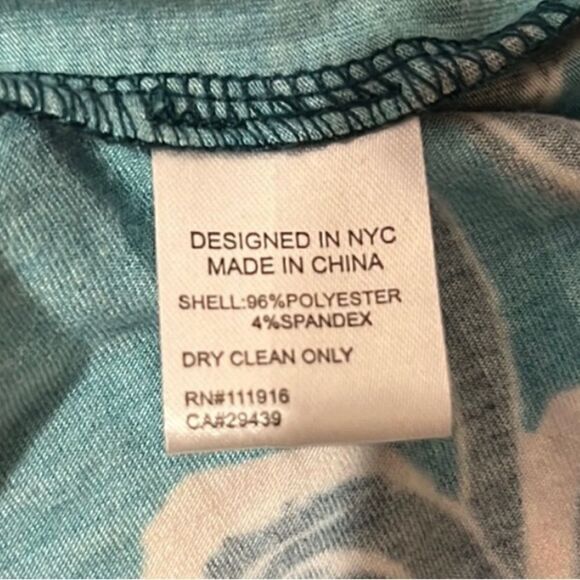 DESIGNED IN NYC
MADE IN CHINA
SHELL:96%POLYESTER
4%SPANDEX
DRY CLEAN ONLY
RN#111916
CA#29439